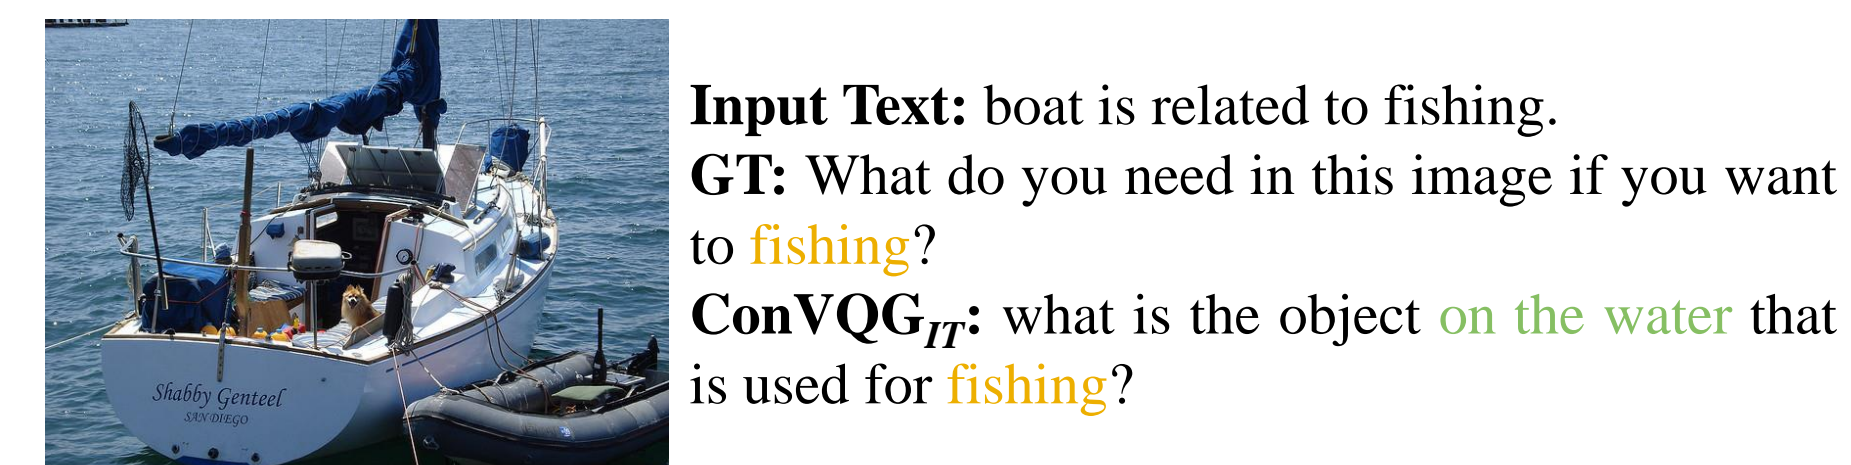 Shabby Genteel
SAN DIEGO
Input Text: boat is related to fishing.
GT: What do you need in this image if you want
to fishing?
ConVQG_IT: what is the object on the water that
is used for fishing?